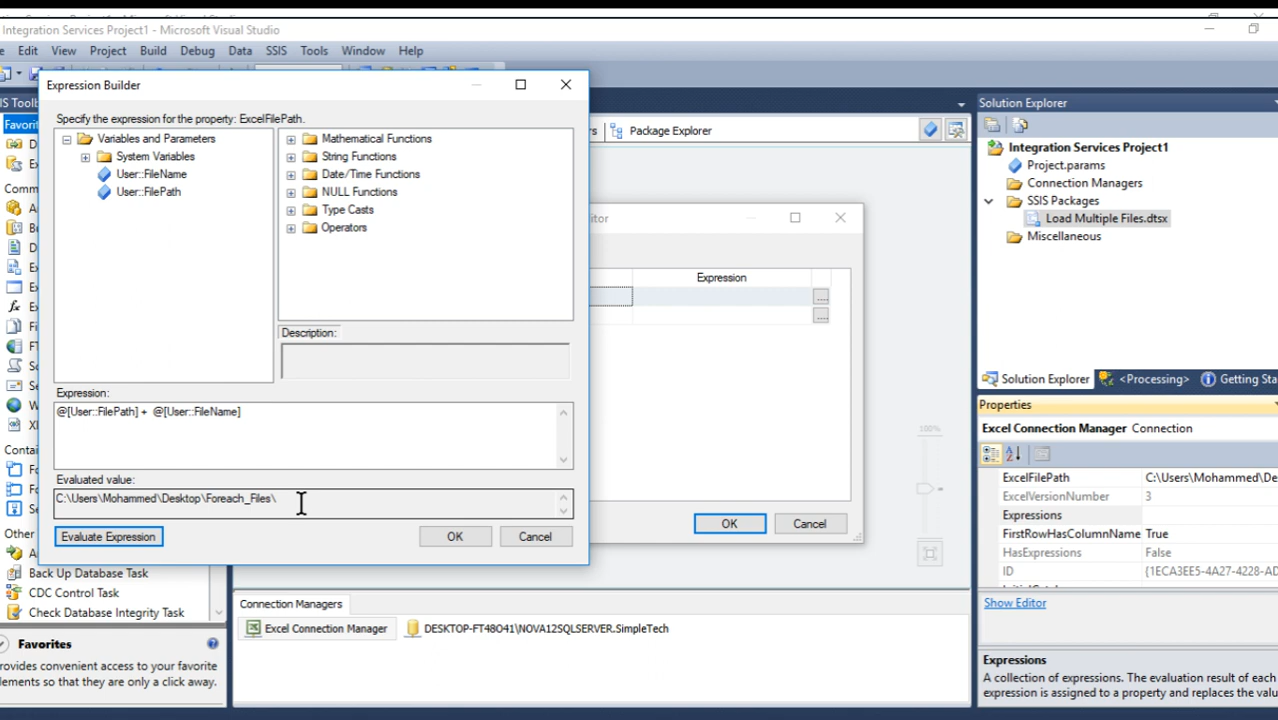 Integration Services Project1 - Microsoft Visual Studio
Edit View Project Build Debug Data SSIS Tools Window Help
Expression Builder
Specify the expression for the property: ExcelFilePath.
Variables and Parameters
System Variables
User::FileName
User::FilePath
Mathematical Functions
String Functions
Date/Time Functions
NULL Functions
Type Casts
Operators
Description:
Expression:
@[User::FilePath] + @[User::FileName]
Evaluated value:
C:\Users\Mohammed\Desktop\Foreach_Files\
Evaluate Expression
OK
Cancel
Package Explorer
Expression
OK
Cancel
Back Up Database Task
CDC Control Task
Check Database Integrity Task
Favorites
provides convenient access to your favorite
elements so that they are only a click away.
Connection Managers
Excel Connection Manager
DESKTOP-FT48O41\NOVA12SQLSERVER.SimpleTech
100%
Solution Explorer
Integration Services Project1
Project.params
Connection Managers
SSIS Packages
Load Multiple Files.dtsx
Miscellaneous
Solution Explorer <Processing> Getting Sta
Properties
Excel Connection Manager Connection
ExcelFilePath C:\Users\Mohammed\De
ExcelVersionNumber 3
Expressions
FirstRowHasColumnName True
HasExpressions False
ID {1ECA3EE5-4A27-4228-AD
Show Editor
Expressions
A collection of expressions. The evaluation result of each
expression is assigned to a property and replaces the valu